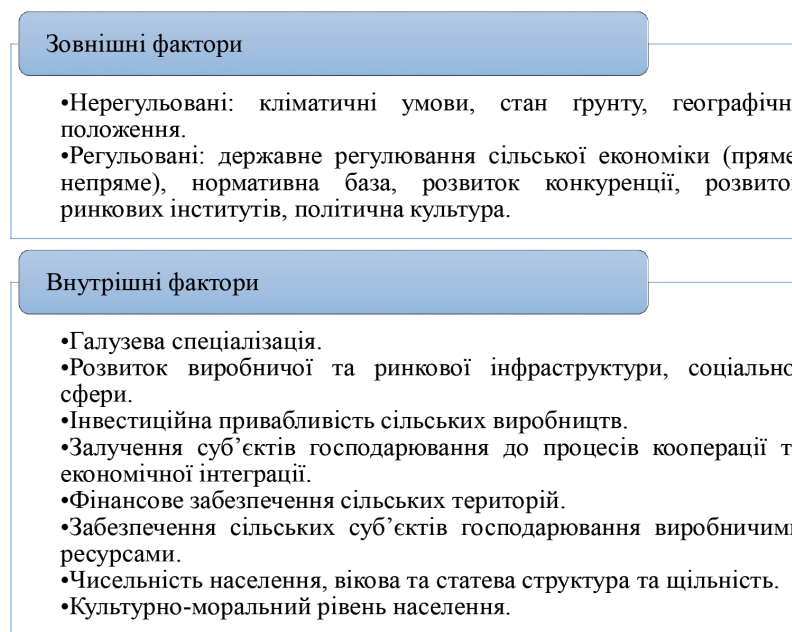 Зовнішні фактори
•Нерегульовані: кліматичні умови, стан ґрунту, географічн
положення.
•Регульовані: державне регулювання сільської економіки (пряме
непряме), нормативна база, розвиток конкуренції, розвито
ринкових інститутів, політична культура.
Внутрішні фактори
•Галузева спеціалізація.
•Розвиток виробничої та ринкової інфраструктури, соціально
сфери.
•Інвестиційна привабливість сільських виробництв.
•Залучення суб’єктів господарювання до процесів кооперації т
економічної інтеграції.
•Фінансове забезпечення сільських територій.
•Забезпечення сільських суб’єктів господарювання виробничим
ресурсами.
•Чисельність населення, вікова та статева структура та щільність.
•Культурно-моральний рівень населення.